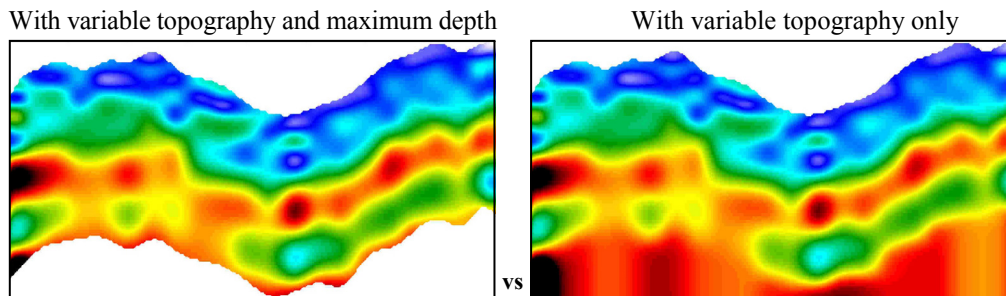 With variable topography and maximum depth
With variable topography only
vs